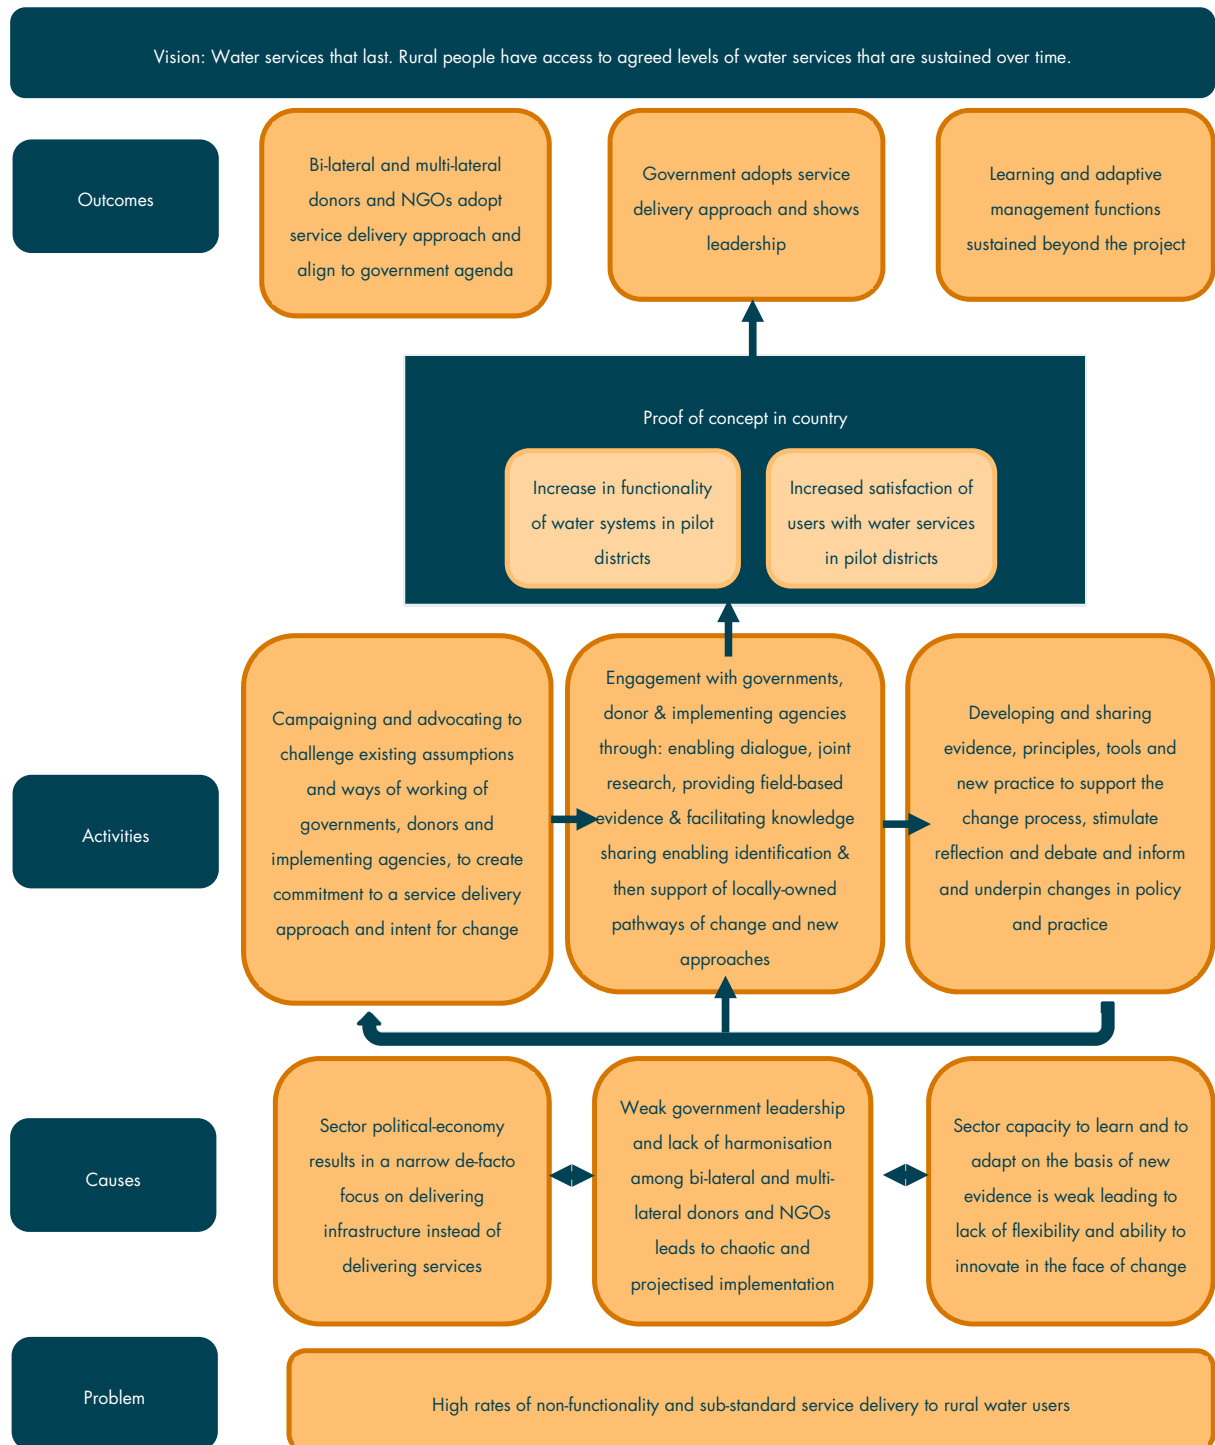 Vision: Water services that last. Rural people have access to agreed levels of water services that are sustained over time.
Outcomes
Bi-lateral and multi-lateral
donors and NGOs adopt
service delivery approach and
align to government agenda
Government adopts service
delivery approach and shows
leadership
Learning and adaptive
management functions
sustained beyond the project
Proof of concept in country
Increase in functionality
of water systems in pilot
districts
Increased satisfaction of
users with water services
in pilot districts
Activities
Campaigning and advocating to
challenge existing assumptions
and ways of working of
governments, donors and
implementing agencies, to create
commitment to a service delivery
approach and intent for change
Engagement with governments,
donor & implementing agencies
through: enabling dialogue, joint
research, providing field-based
evidence & facilitating knowledge
sharing enabling identification &
then support of locally-owned
pathways of change and new
approaches
Developing and sharing
evidence, principles, tools and
new practice to support the
change process, stimulate
reflection and debate and inform
and underpin changes in policy
and practice
Causes
Sector political-economy
results in a narrow de-facto
focus on delivering
infrastructure instead of
delivering services
Weak government leadership
and lack of harmonisation
among bi-lateral and multi-
lateral donors and NGOs
leads to chaotic and
projectised implementation
Sector capacity to learn and to
adapt on the basis of new
evidence is weak leading to
lack of flexibility and ability to
innovate in the face of change
Problem
High rates of non-functionality and sub-standard service delivery to rural water users